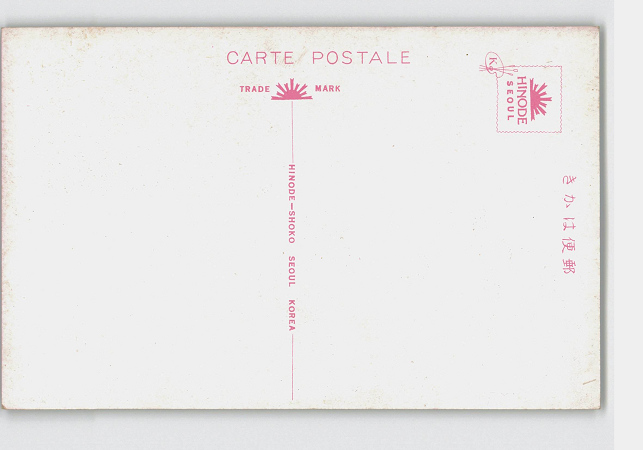 CARTE POSTALE
TRADE MARK
HINODE
SEOUL
HINODE-SHOKO SEOUL KOREA
きかは便郵